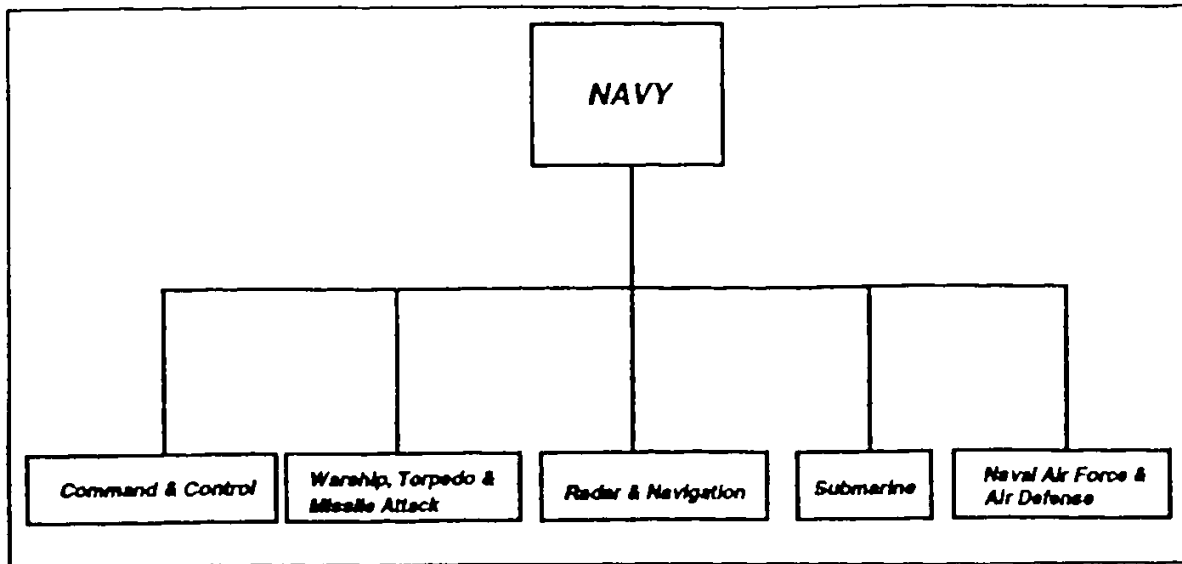 NAVY
Command & Control
Warship, Torpedo &
Missile Attack
Radar & Navigation
Submarine
Naval Air Force &
Air Defense